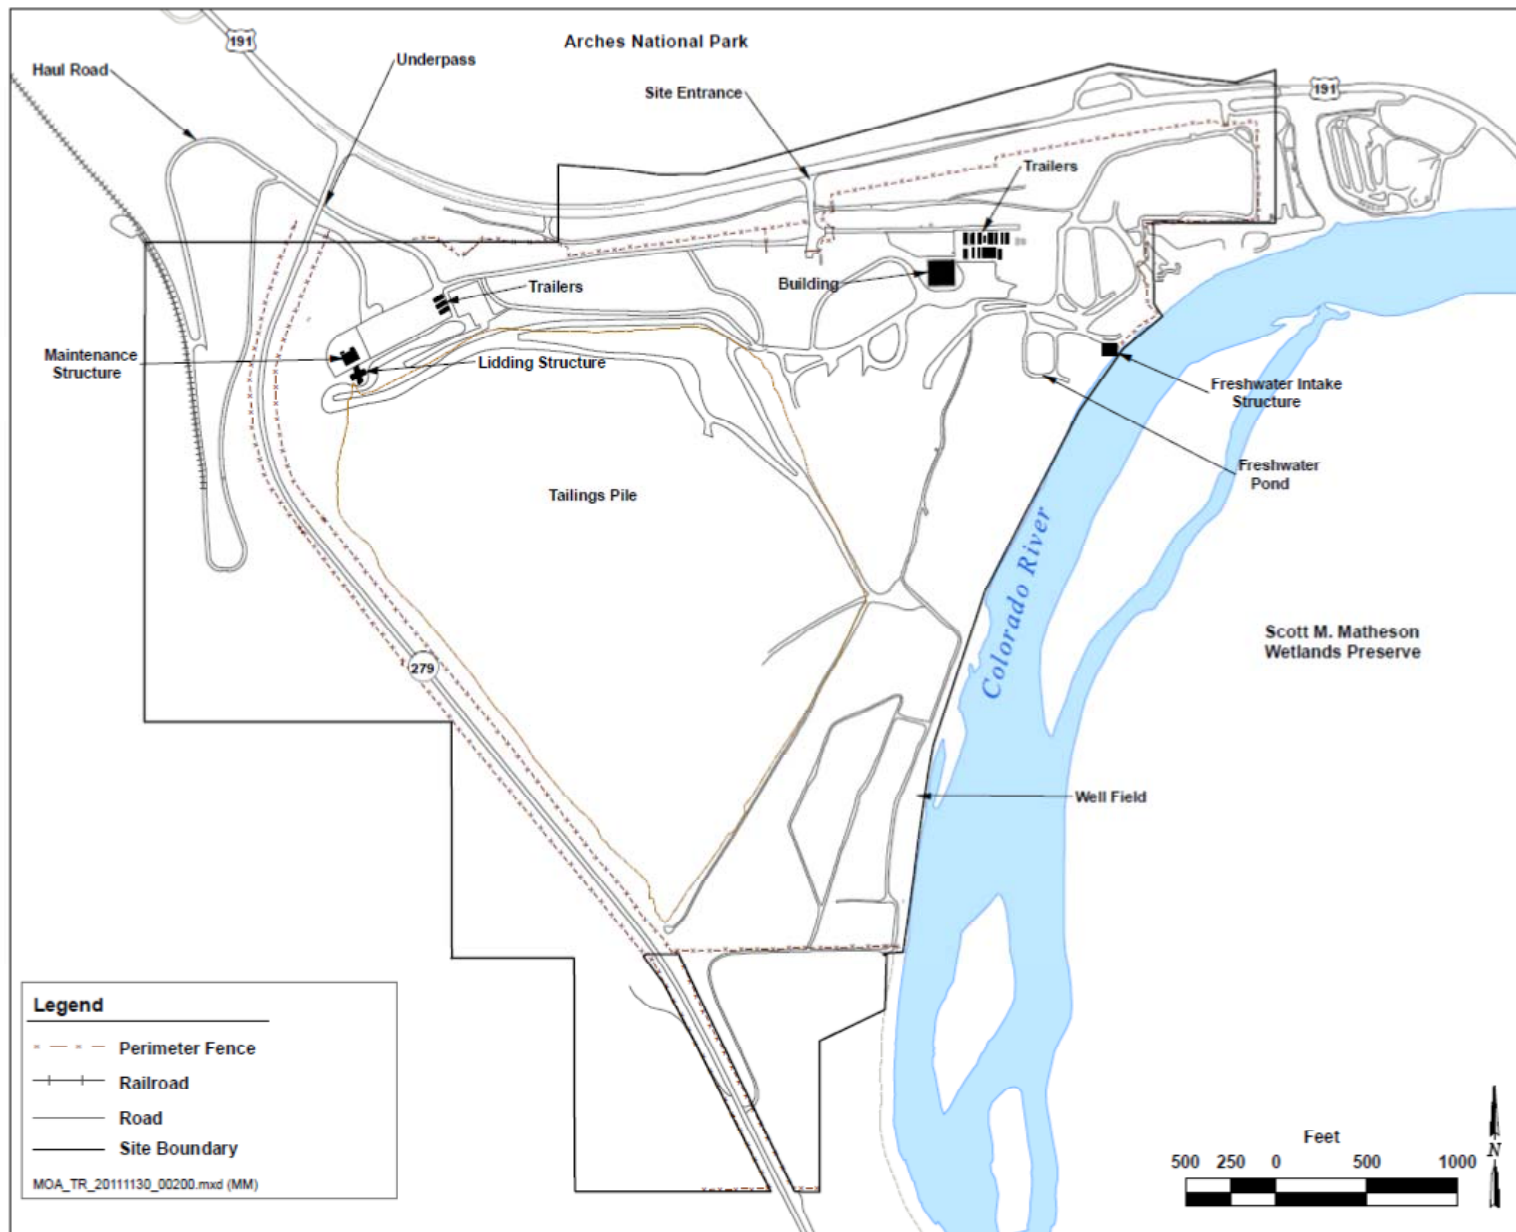 191
Arches National Park
Underpass
Haul Road
Site Entrance
191
Trailers
Building
Trailers
Maintenance
Structure
Lidding Structure
Freshwater Intake
Structure
Freshwater
Pond
Tailings Pile
Colorado River
Scott M. Matheson
Wetlands Preserve
279
Well Field
Legend
Perimeter Fence
Railroad
Road
Site Boundary
MOA_TR_20111130_00200.mxd (MM)
Feet
500 250 0 500 1000
N